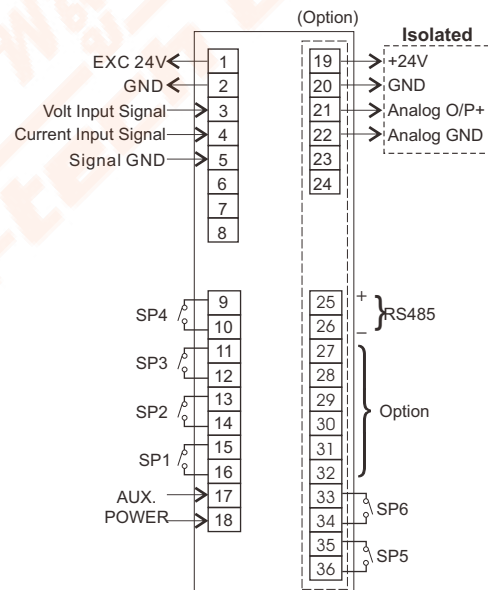 (Option)
Isolated
EXC 24V 1 19 +24V
GND 2 20 GND
Volt Input Signal 3 21 Analog O/P+
Current Input Signal 4 22 Analog GND
Signal GND 5 23
6 24
7
8
9 25 + RS485
SP4
10 26 –
11 27
SP3
12 28
13 29 Option
SP2
14 30
15 31
SP1
16 32
AUX. 17 33 SP6
POWER 18 34
35 SP5
36